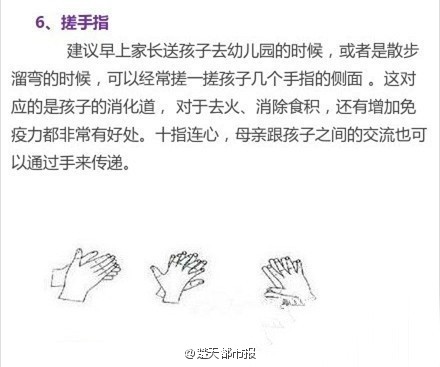 6、搓手指
建议早上家长送孩子去幼儿园的时候，或者是散步
溜弯的时候，可以经常搓一搓孩子几个手指的侧面 。这对
应的是孩子的消化道， 对于去火、消除食积，还有增加免
疫力都非常有好处。十指连心，母亲跟孩子之间的交流也可
以通过手来传递。
@楚天都市报